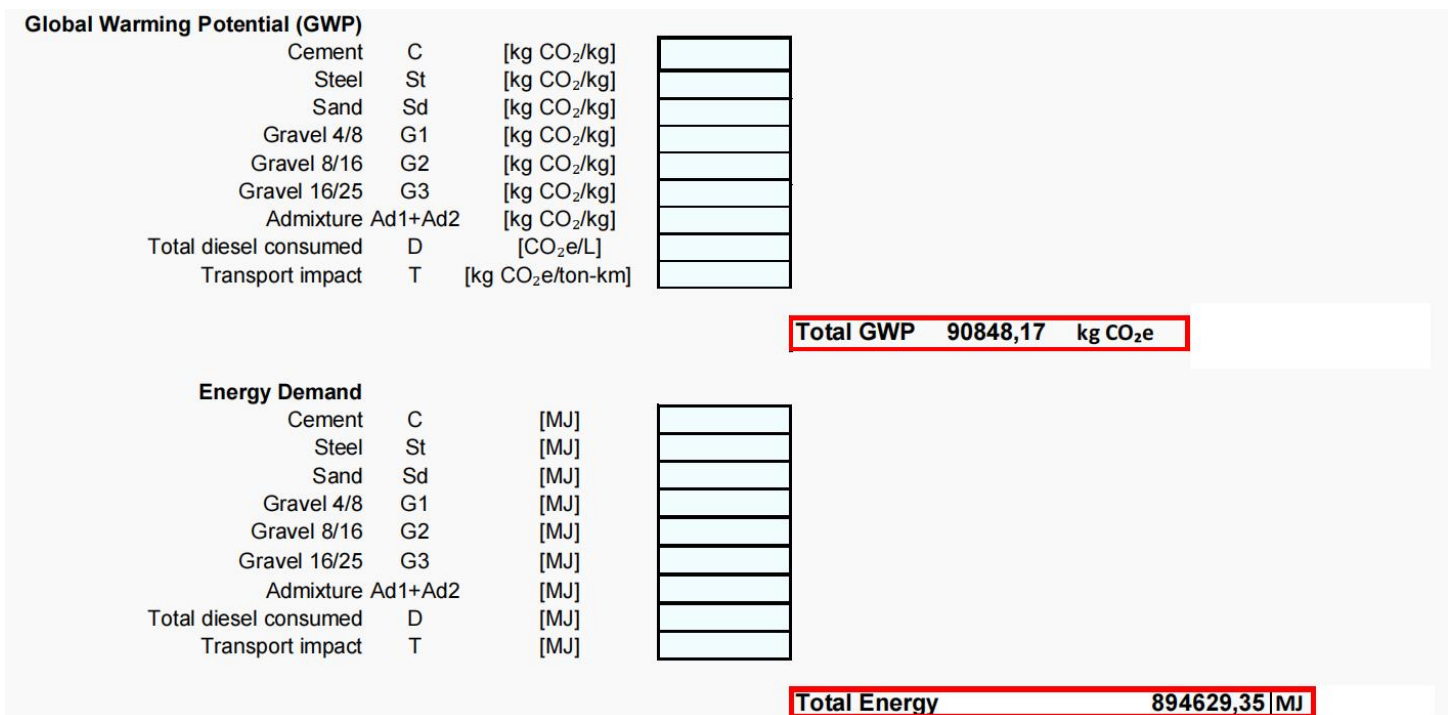 Global Warming Potential (GWP)
Cement C [kg CO₂/kg]
Steel St [kg CO₂/kg]
Sand Sd [kg CO₂/kg]
Gravel 4/8 G1 [kg CO₂/kg]
Gravel 8/16 G2 [kg CO₂/kg]
Gravel 16/25 G3 [kg CO₂/kg]
Admixture Ad1+Ad2 [kg CO₂/kg]
Total diesel consumed D [CO₂e/L]
Transport impact T [kg CO₂e/ton-km]
Total GWP 90848,17 kg CO₂e
Energy Demand
Cement C [MJ]
Steel St [MJ]
Sand Sd [MJ]
Gravel 4/8 G1 [MJ]
Gravel 8/16 G2 [MJ]
Gravel 16/25 G3 [MJ]
Admixture Ad1+Ad2 [MJ]
Total diesel consumed D [MJ]
Transport impact T [MJ]
Total Energy 894629,35 MJ